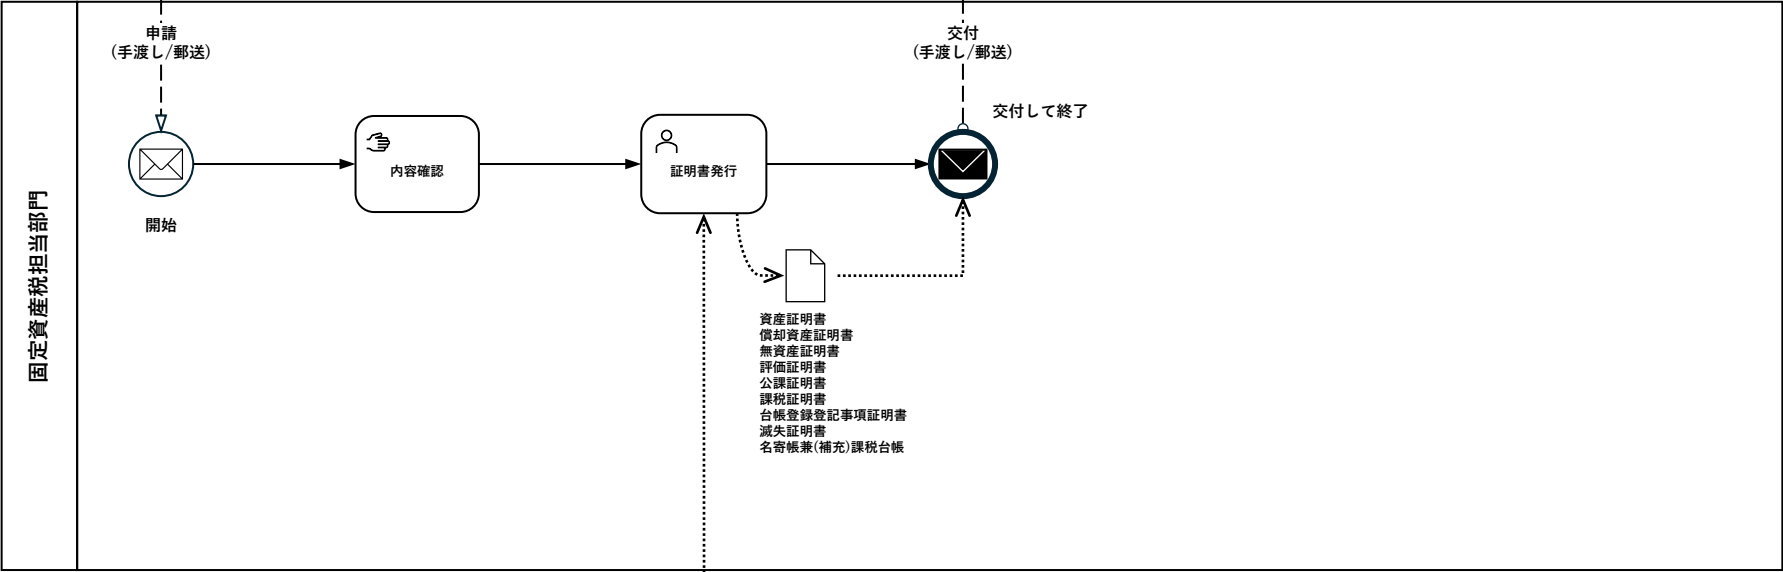 固定資産税担当部門
申請
(手渡し/郵送)
開始
内容確認
証明書発行
交付
(手渡し/郵送)
交付して終了
資産証明書
償却資産証明書
無資産証明書
評価証明書
公課証明書
課税証明書
台帳登録登記事項証明書
滅失証明書
名寄帳兼(補充)課税台帳